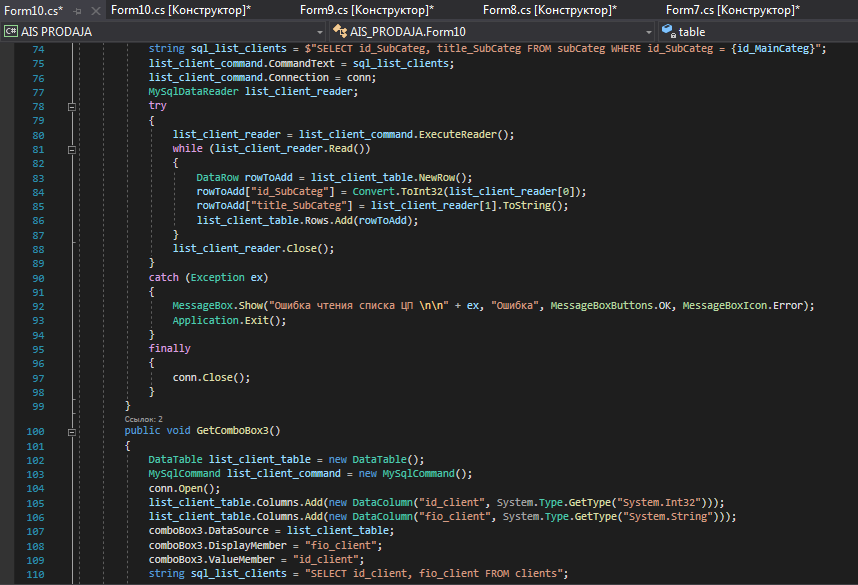 Form10.cs*
Form10.cs [Конструктор]*
Form9.cs [Конструктор]*
Form8.cs [Конструктор]*
Form7.cs [Конструктор]*
C# AIS PRODAJA
AIS_PRODAJA.Form10
table
74 string sql_list_clients = $"SELECT id_SubCateg, title_SubCateg FROM subCateg WHERE id_SubCateg = {id_MainCateg}";
75 list_client_command.CommandText = sql_list_clients;
76 list_client_command.Connection = conn;
77 MySqlDataReader list_client_reader;
78 try
79 {
80 list_client_reader = list_client_command.ExecuteReader();
81 while (list_client_reader.Read())
82 {
83 DataRow rowToAdd = list_client_table.NewRow();
84 rowToAdd["id_SubCateg"] = Convert.ToInt32(list_client_reader[0]);
85 rowToAdd["title_SubCateg"] = list_client_reader[1].ToString();
86 list_client_table.Rows.Add(rowToAdd);
87 }
88 list_client_reader.Close();
89 }
90 catch (Exception ex)
91 {
92 MessageBox.Show("Ошибка чтения списка ЦП \n\n" + ex, "Ошибка", MessageBoxButtons.OK, MessageBoxIcon.Error);
93 Application.Exit();
94 }
95 finally
96 {
97 conn.Close();
98 }
99 }
Ссылок: 2
100 public void GetComboBox3()
101 {
102 DataTable list_client_table = new DataTable();
103 MySqlCommand list_client_command = new MySqlCommand();
104 conn.Open();
105 list_client_table.Columns.Add(new DataColumn("id_client", System.Type.GetType("System.Int32")));
106 list_client_table.Columns.Add(new DataColumn("fio_client", System.Type.GetType("System.String")));
107 comboBox3.DataSource = list_client_table;
108 comboBox3.DisplayMember = "fio_client";
109 comboBox3.ValueMember = "id_client";
110 string sql_list_clients = "SELECT id_client, fio_client FROM clients";